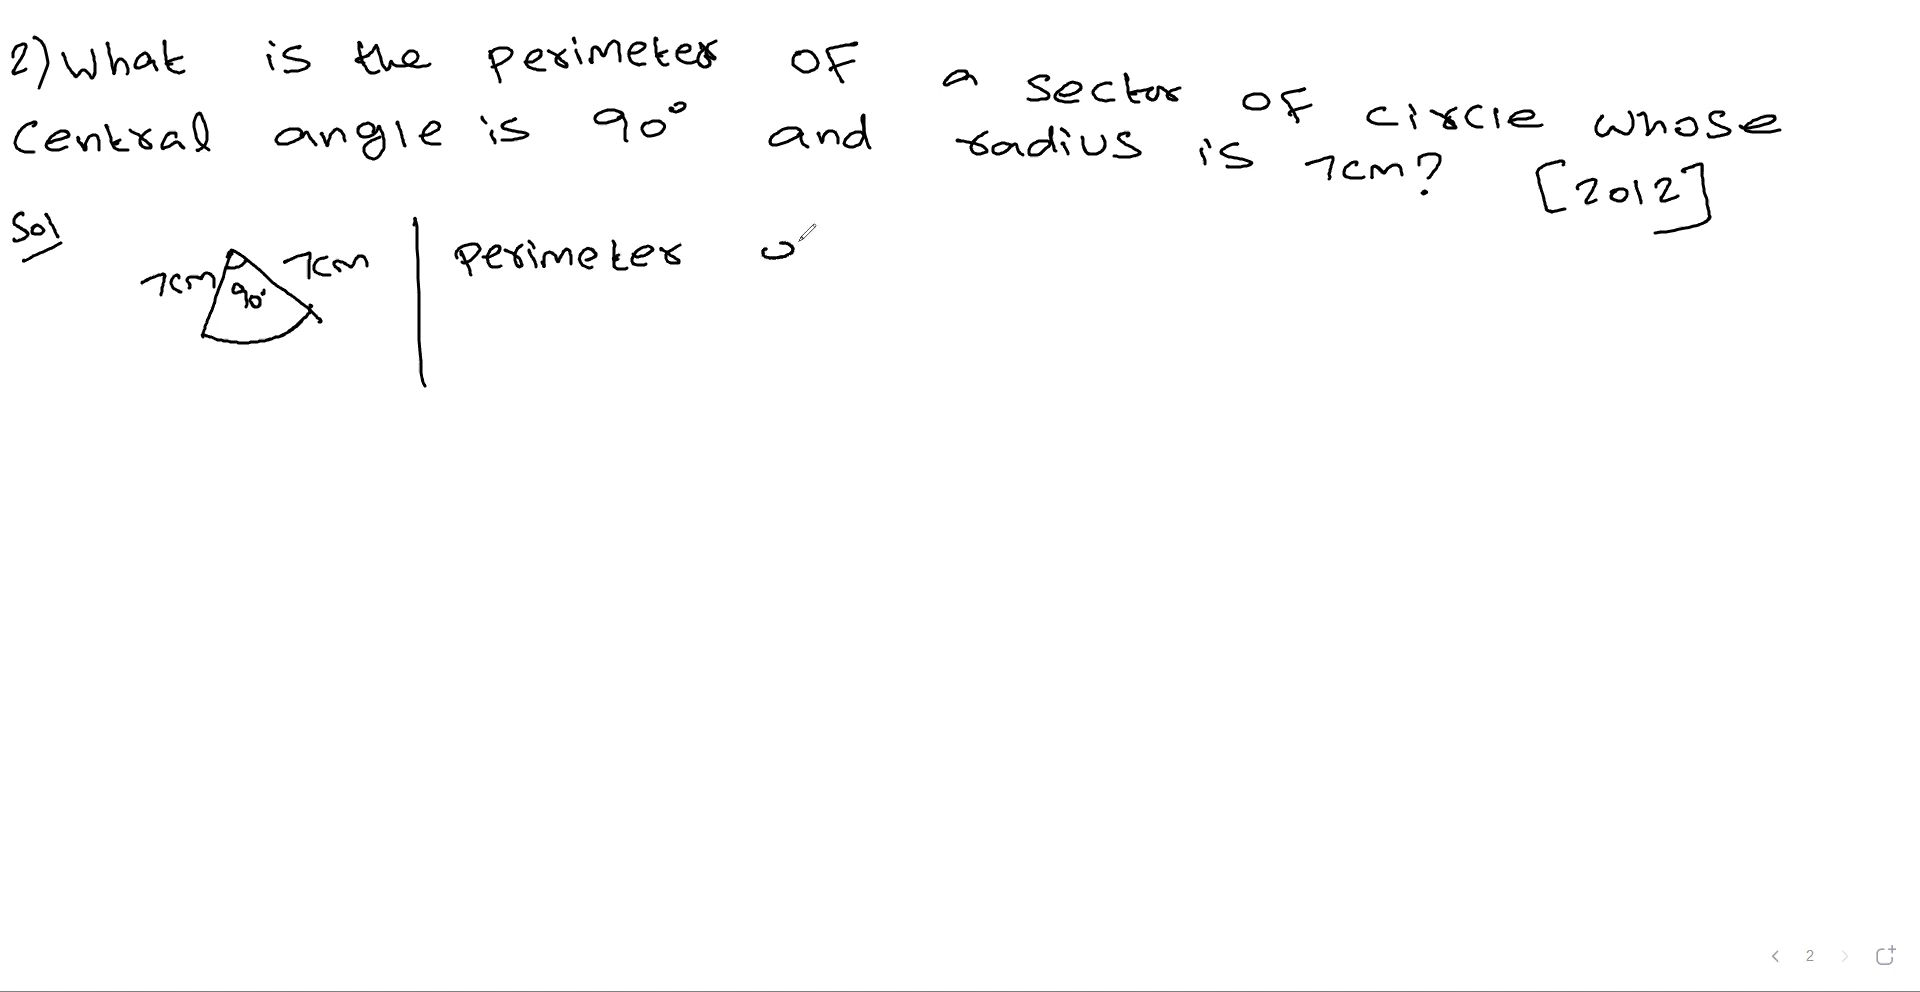 2) What is the perimeter of a sector of circle whose
central angle is 90° and radius is 7cm? [2012]
Sol
7cm 7cm
90°
perimeter
2